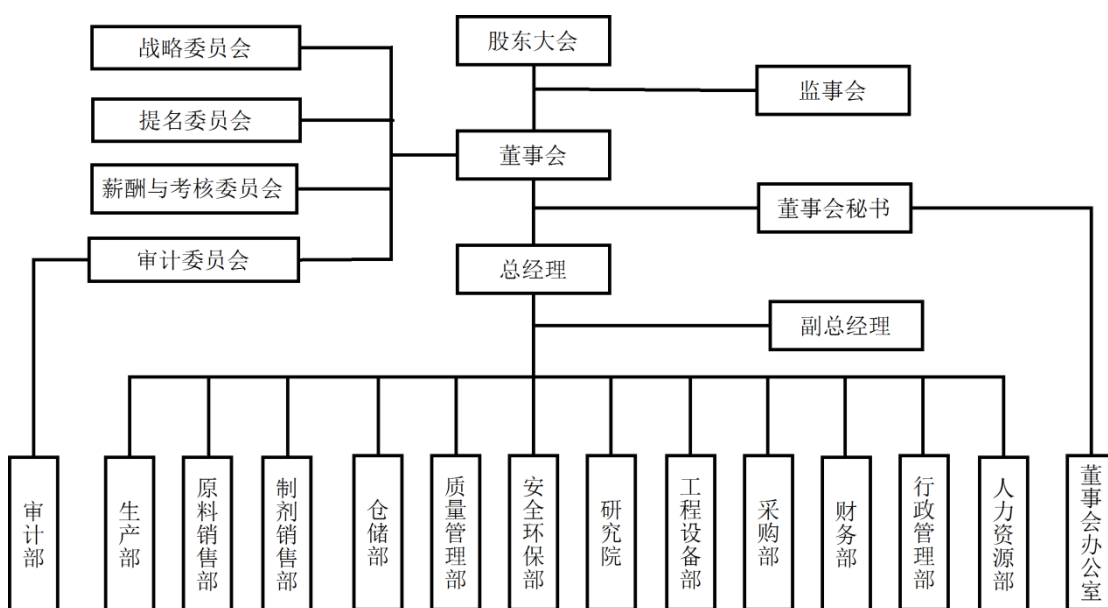 战略委员会
股东大会
监事会
提名委员会
董事会
薪酬与考核委员会
董事会秘书
审计委员会
总经理
副总经理
审计部
生产部
原料销售部
制剂销售部
仓储部
质量管理部
安全环保部
研究院
工程设备部
采购部
财务部
行政管理部
人力资源部
董事会办公室